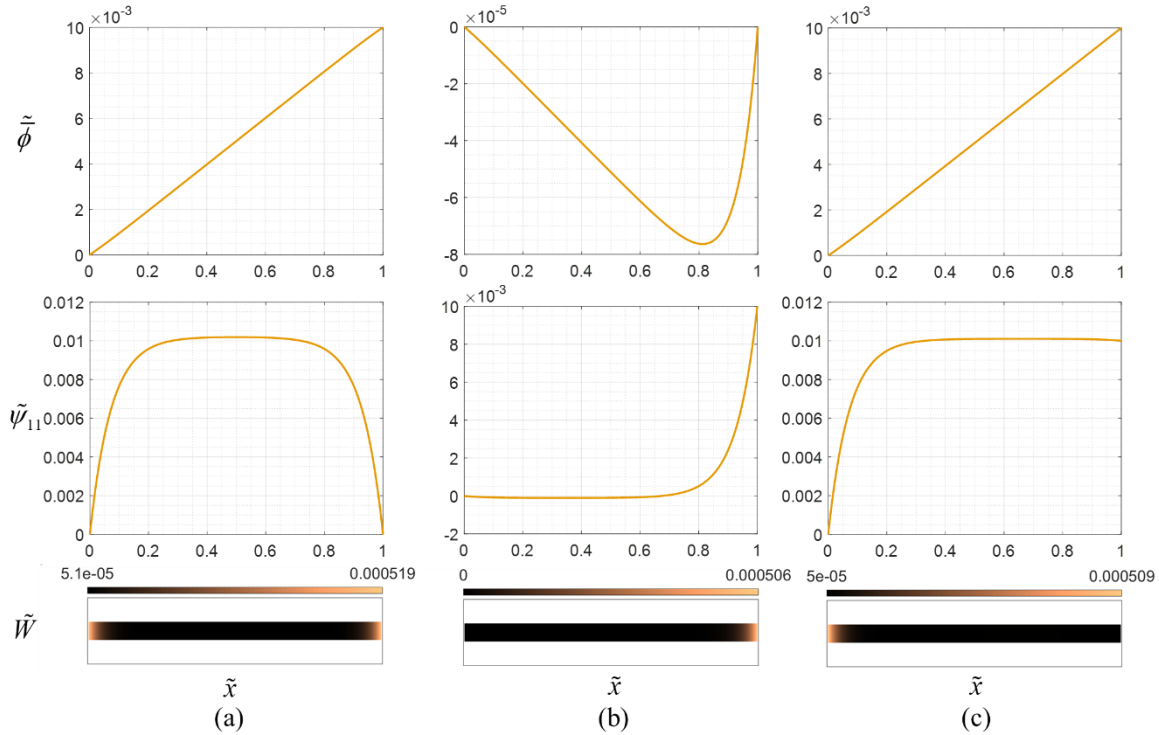 ×10⁻³ ×10⁻⁵ ×10⁻³
10 0 10
8 -2 8
6 6
4 -4 4
2 -6 2
0 -8 0
0 0.2 0.4 0.6 0.8 1 0 0.2 0.4 0.6 0.8 1 0 0.2 0.4 0.6 0.8 1
ϕ̃̄
×10⁻³
0.012 10 0.012
0.01 8 0.01
0.008 6 0.008
0.006 4 0.006
0.004 2 0.004
0.002 0 0.002
0 -2 0
0 0.2 0.4 0.6 0.8 1 0 0.2 0.4 0.6 0.8 1 0 0.2 0.4 0.6 0.8 1
ψ̃₁₁
5.1e-05 0.000519 0 0.000506 5e-05 0.000509
W̃
x̃ x̃ x̃
(a) (b) (c)